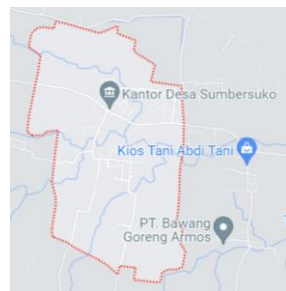 Kantor Desa Sumbersuko
Kios Tani Abdi Tani
PT. Bawang
Goreng Armos